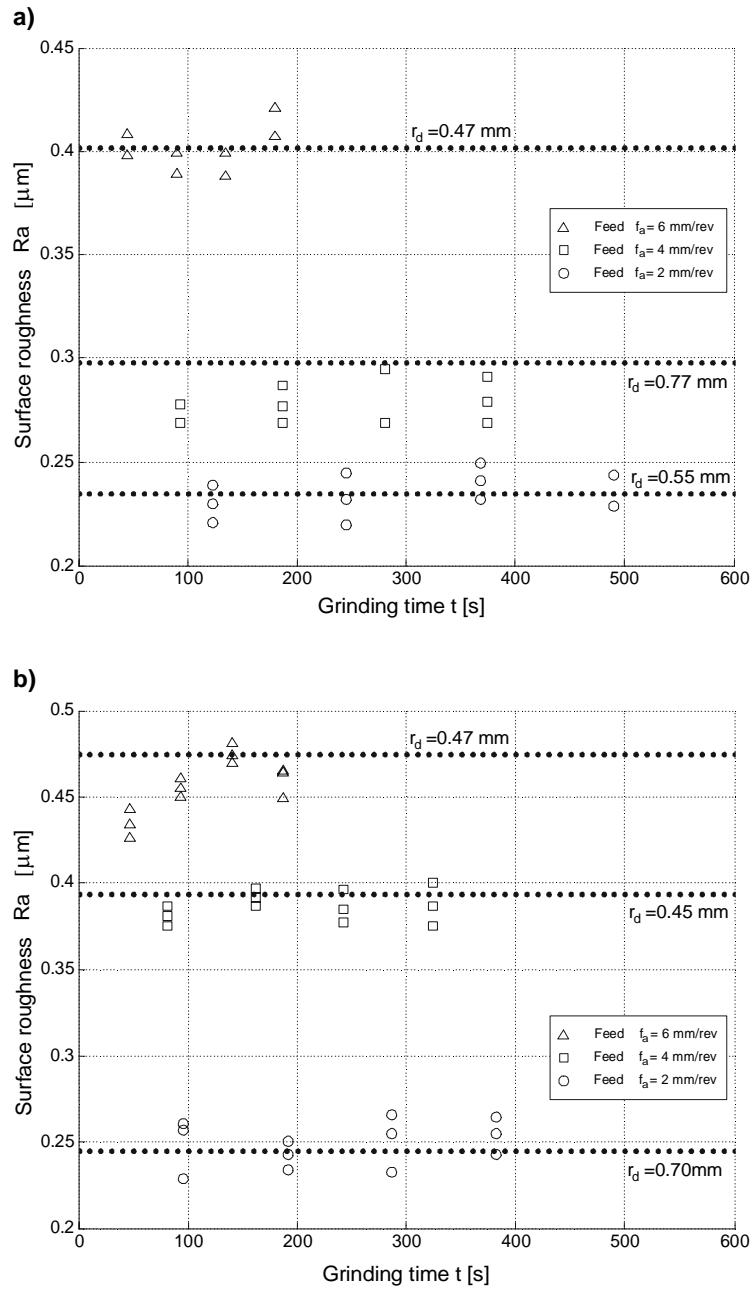 a)
0.45
r_d =0.47 mm
0.4
Feed f_a = 6 mm/rev
Feed f_a = 4 mm/rev
Feed f_a = 2 mm/rev
0.35
Surface roughness Ra [μm]
0.3
r_d =0.77 mm
0.25
r_d =0.55 mm
0.2
0 100 200 300 400 500 600
Grinding time t [s]
b)
0.5
r_d =0.47 mm
0.45
0.4
r_d =0.45 mm
0.35
Surface roughness Ra [μm]
0.3
Feed f_a = 6 mm/rev
Feed f_a = 4 mm/rev
Feed f_a = 2 mm/rev
0.25
r_d =0.70mm
0.2
0 100 200 300 400 500 600
Grinding time t [s]